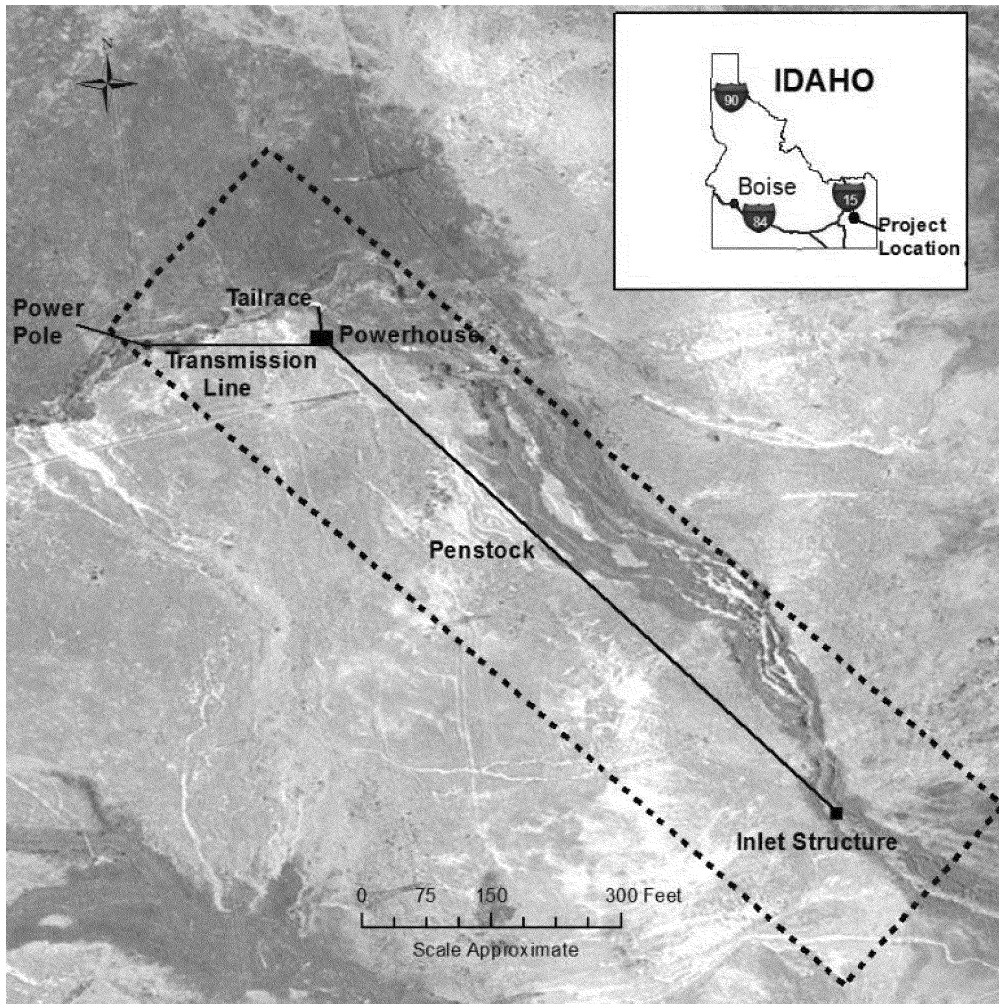 N
IDAHO
90
Boise
84
15
Project
Location
Power
Pole
Tailrace
Powerhouse
Transmission
Line
Penstock
Inlet Structure
0 75 150 300 Feet
Scale Approximate